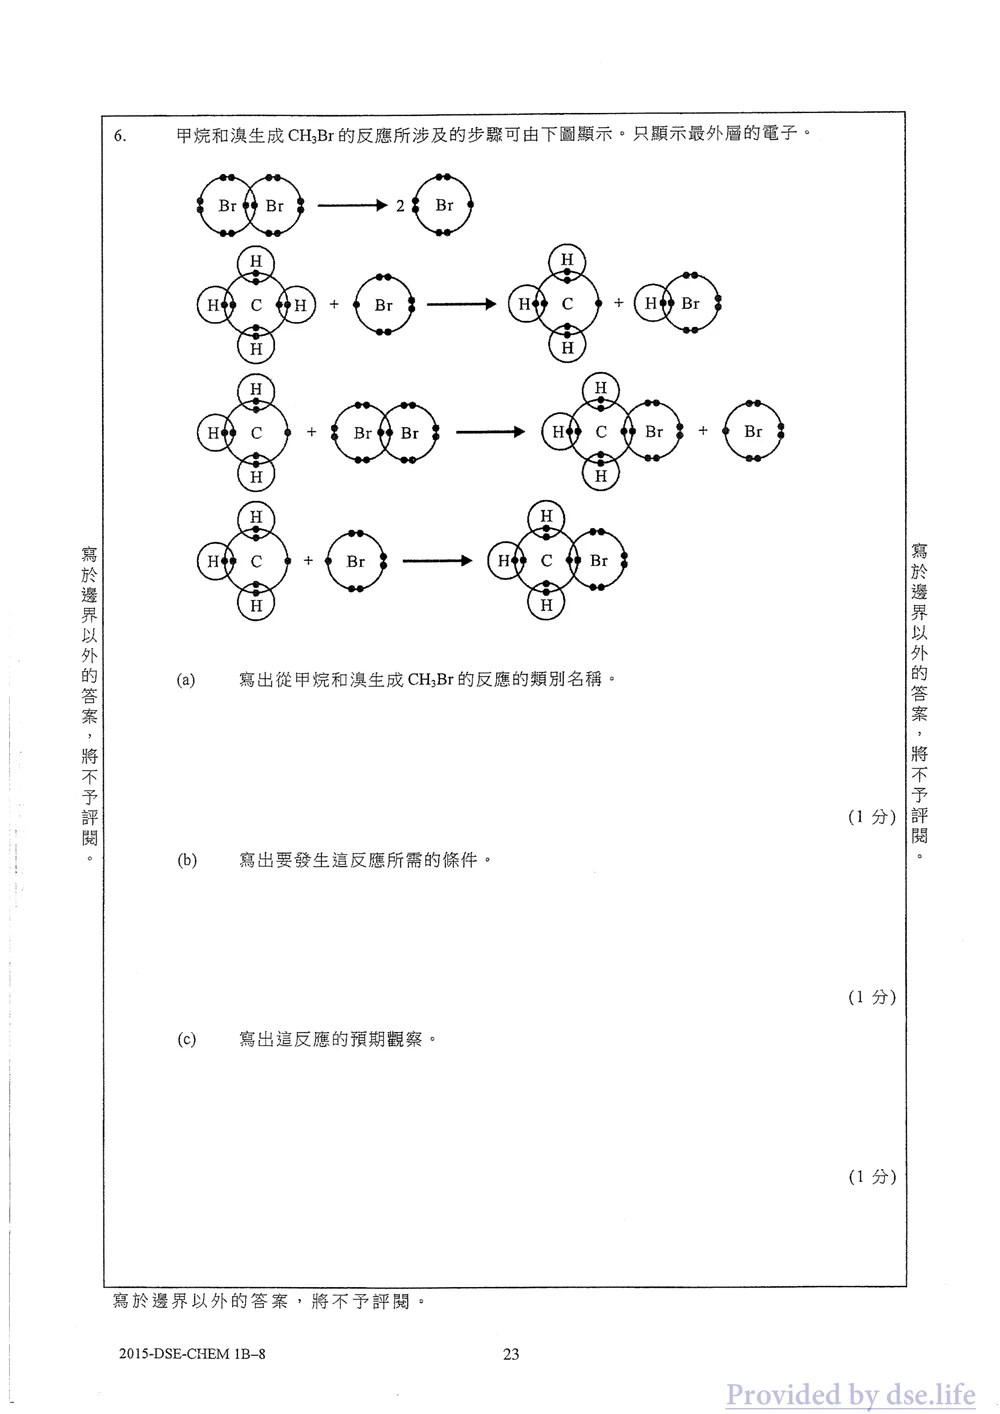 6. 甲烷和溴生成 CH₃Br 的反應所涉及的步驟可由下圖顯示。只顯示最外層的電子。
Br Br 2 Br
H
H C H + Br H C + H Br
H H
H H
H C + Br Br H C Br + Br
H H
H H
H C + Br H C Br
H H
(a) 寫出從甲烷和溴生成 CH₃Br 的反應的類別名稱。
(1 分)
(b) 寫出要發生這反應所需的條件。
(1 分)
(c) 寫出這反應的預期觀察。
(1 分)
寫於邊界以外的答案，將不予評閱。
寫於邊界以外的答案，將不予評閱。
寫於邊界以外的答案，將不予評閱。
2015-DSE-CHEM 1B–8
23
Provided by dse.life